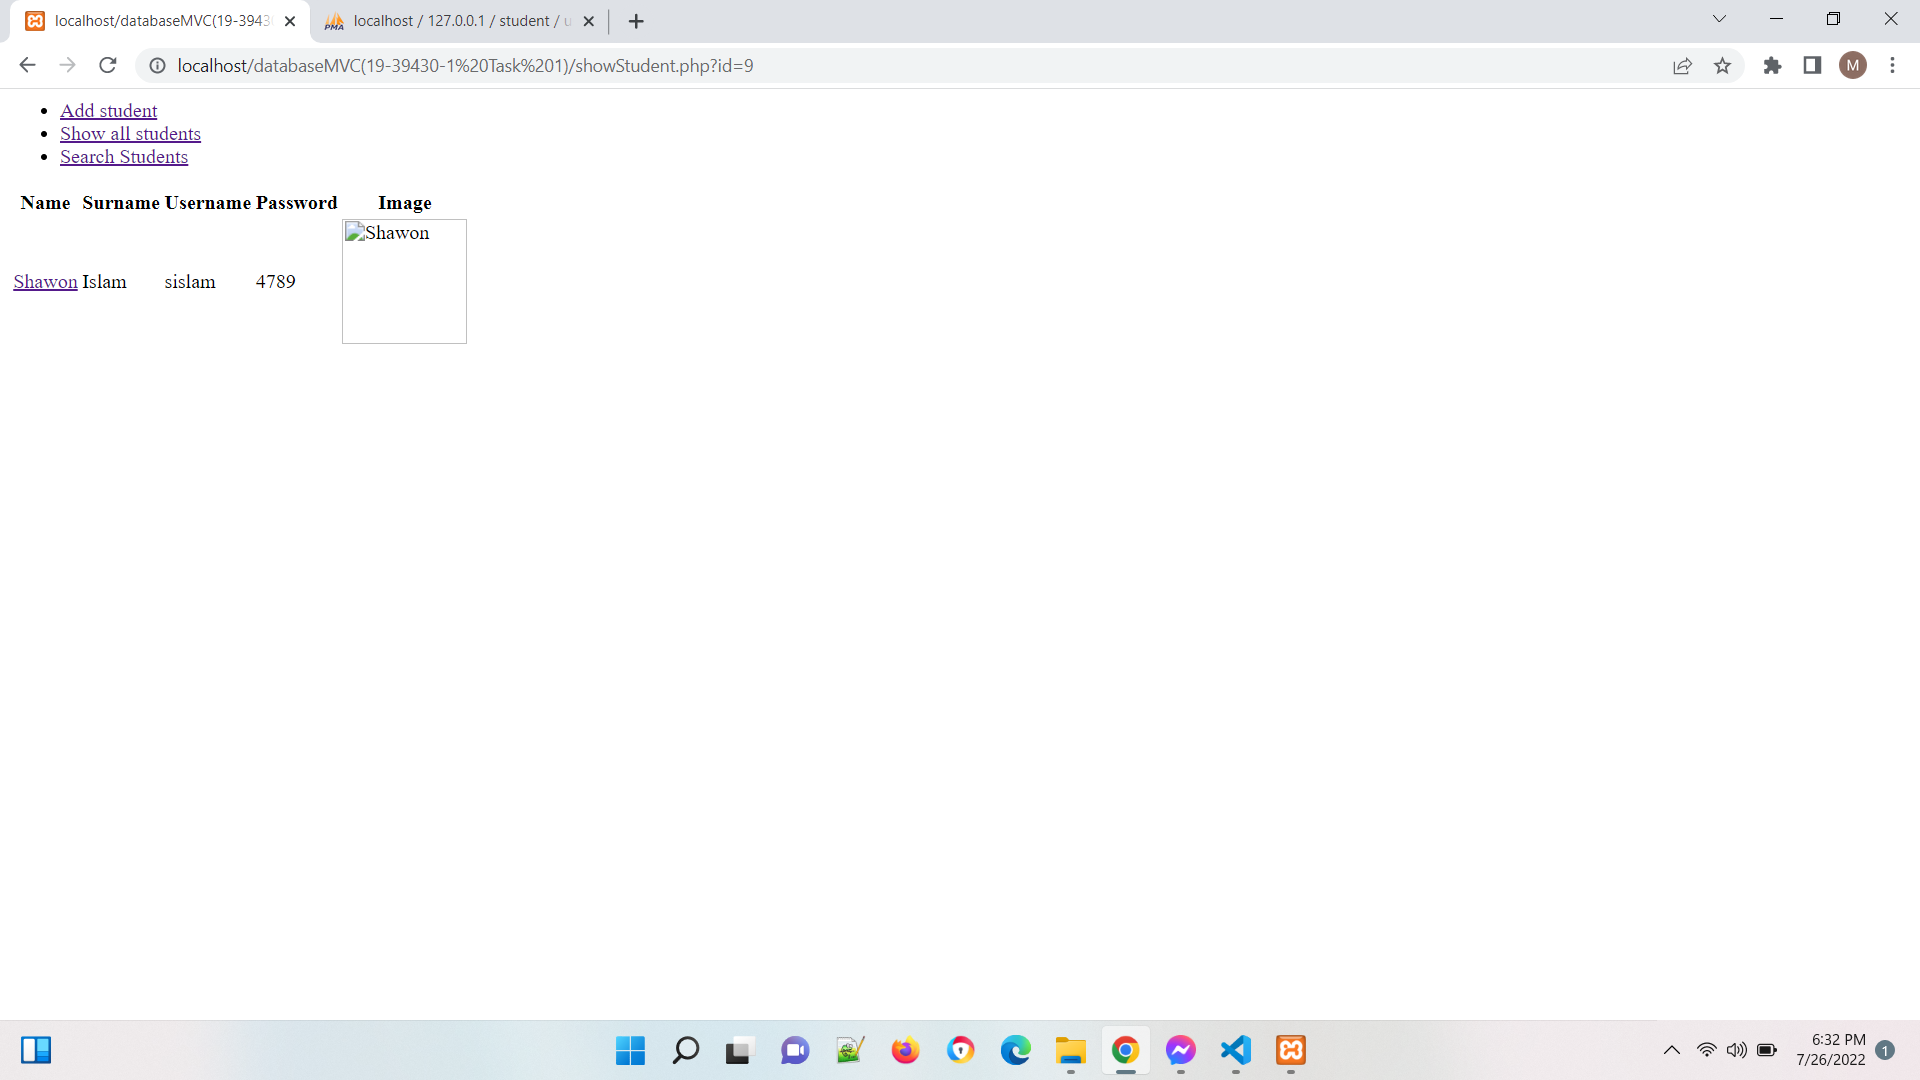 localhost/databaseMVC(19-3943
PMA
localhost / 127.0.0.1 / student / u
localhost/databaseMVC(19-39430-1%20Task%201)/showStudent.php?id=9
M
Add student
Show all students
Search Students
Name Surname Username Password Image
Shawon
Shawon Islam sislam 4789
6:32 PM
7/26/2022
1